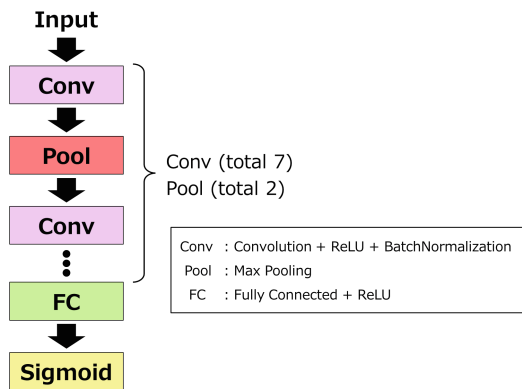 Input
Conv
Pool
Conv
FC
Sigmoid
Conv (total 7)
Pool (total 2)
Conv : Convolution + ReLU + BatchNormalization
Pool : Max Pooling
FC : Fully Connected + ReLU